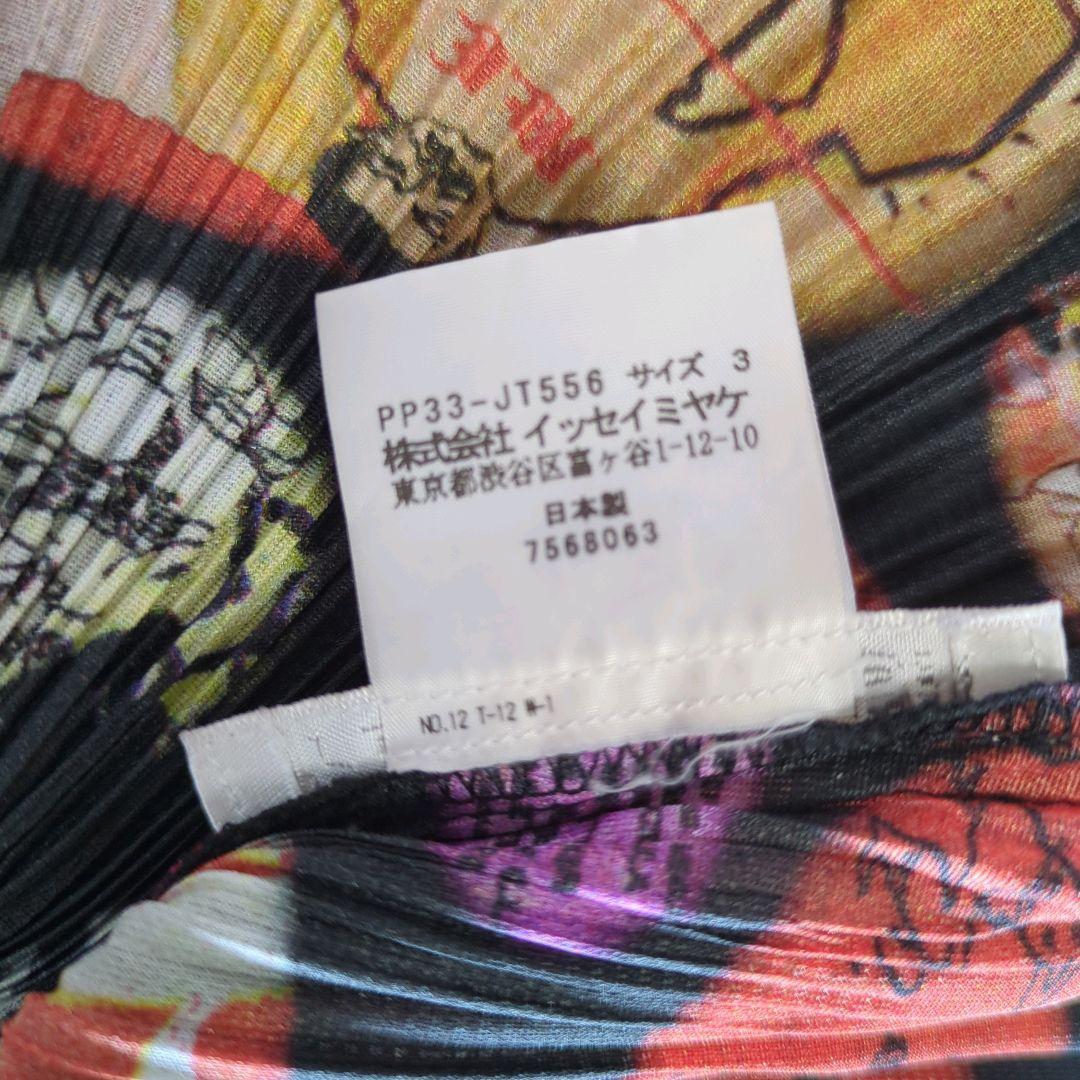 PP33-JT556 サイズ 3
株式会社 イッセイミヤケ
東京都渋谷区富ヶ谷1-12-10
日本製
7568063
NO.12 T-12 W-1